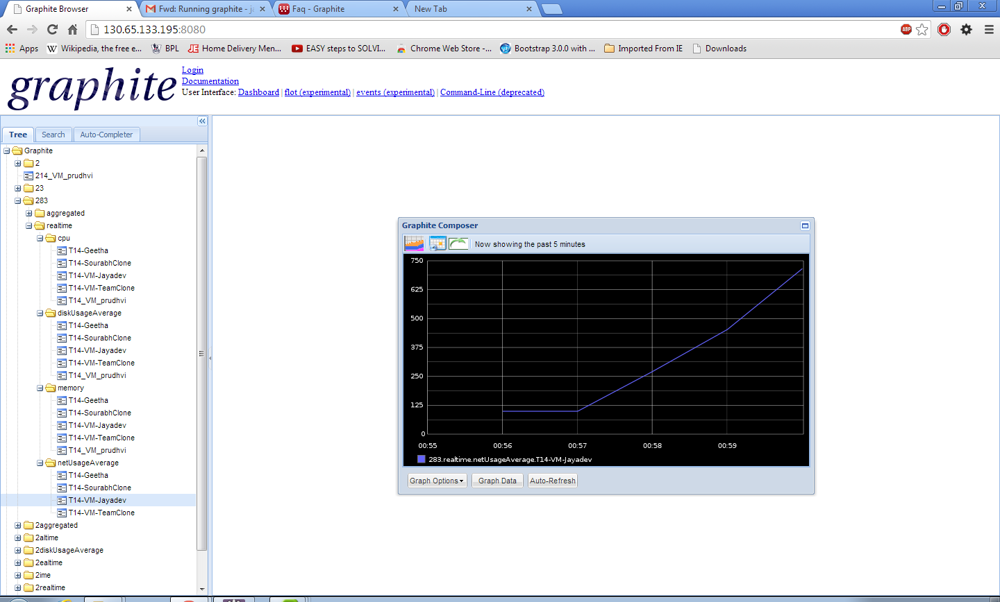 Graphite Browser
Fwd: Running graphite - ja
Faq - Graphite
New Tab
130.65.133.195:8080
ABP
Apps
Wikipedia, the free e...
BPL
Home Delivery Men...
EASY steps to SOLVI...
Chrome Web Store -...
Bootstrap 3.0.0 with ...
Imported From IE
Downloads
graphite
Login
Documentation
User Interface: Dashboard | flot (experimental) | events (experimental) | Command-Line (deprecated)
Tree
Search
Auto-Completer
Graphite
2
214_VM_prudhvi
23
283
aggregated
realtime
cpu
T14-Geetha
T14-SourabhClone
T14-VM-Jayadev
T14-VM-TeamClone
T14_VM_prudhvi
diskUsageAverage
T14-Geetha
T14-SourabhClone
T14-VM-Jayadev
T14-VM-TeamClone
T14_VM_prudhvi
memory
T14-Geetha
T14-SourabhClone
T14-VM-Jayadev
T14-VM-TeamClone
T14_VM_prudhvi
netUsageAverage
T14-Geetha
T14-SourabhClone
T14-VM-Jayadev
T14-VM-TeamClone
2aggregated
2altime
2diskUsageAverage
2ealtime
2ime
2realtime
Graphite Composer
Now showing the past 5 minutes
750
625
500
375
250
125
0
00:55 00:56 00:57 00:58 00:59
283.realtime.netUsageAverage.T14-VM-Jayadev
Graph Options
Graph Data
Auto-Refresh